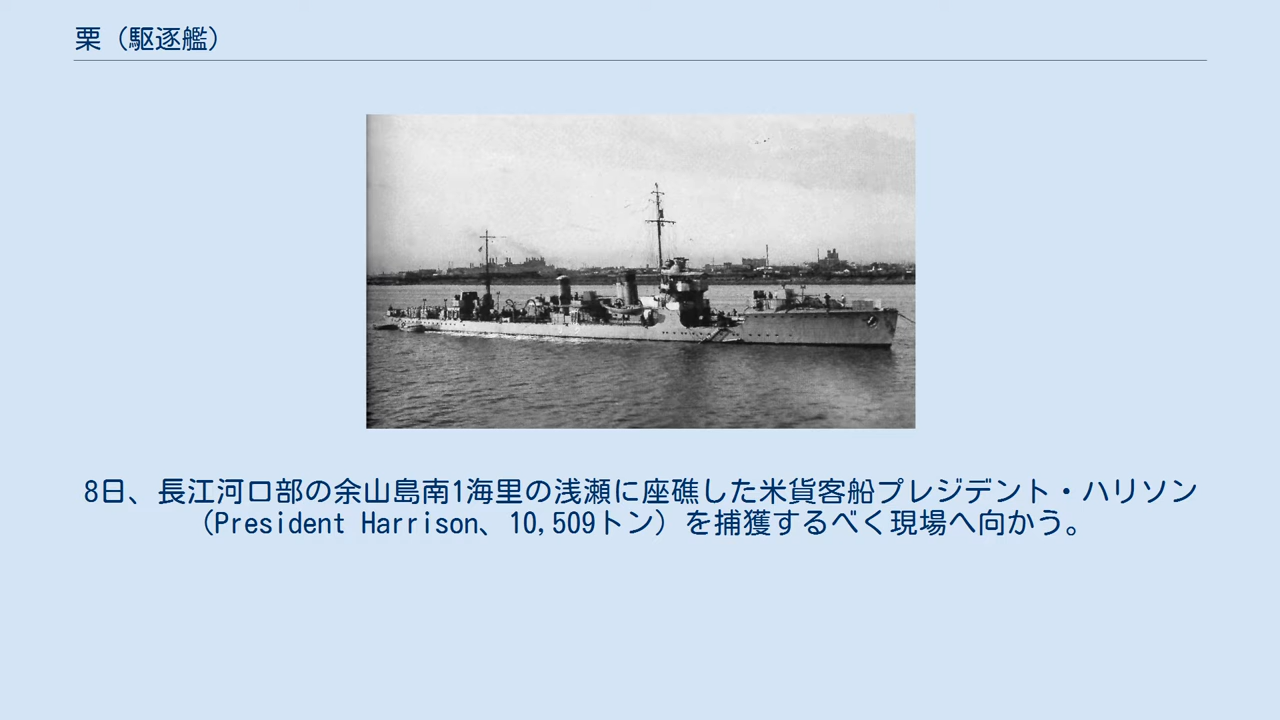 栗（駆逐艦）
8日、長江河口部の余山島南1海里の浅瀬に座礁した米貨客船プレジデント・ハリソン
（President Harrison、10,509トン）を捕獲するべく現場へ向かう。